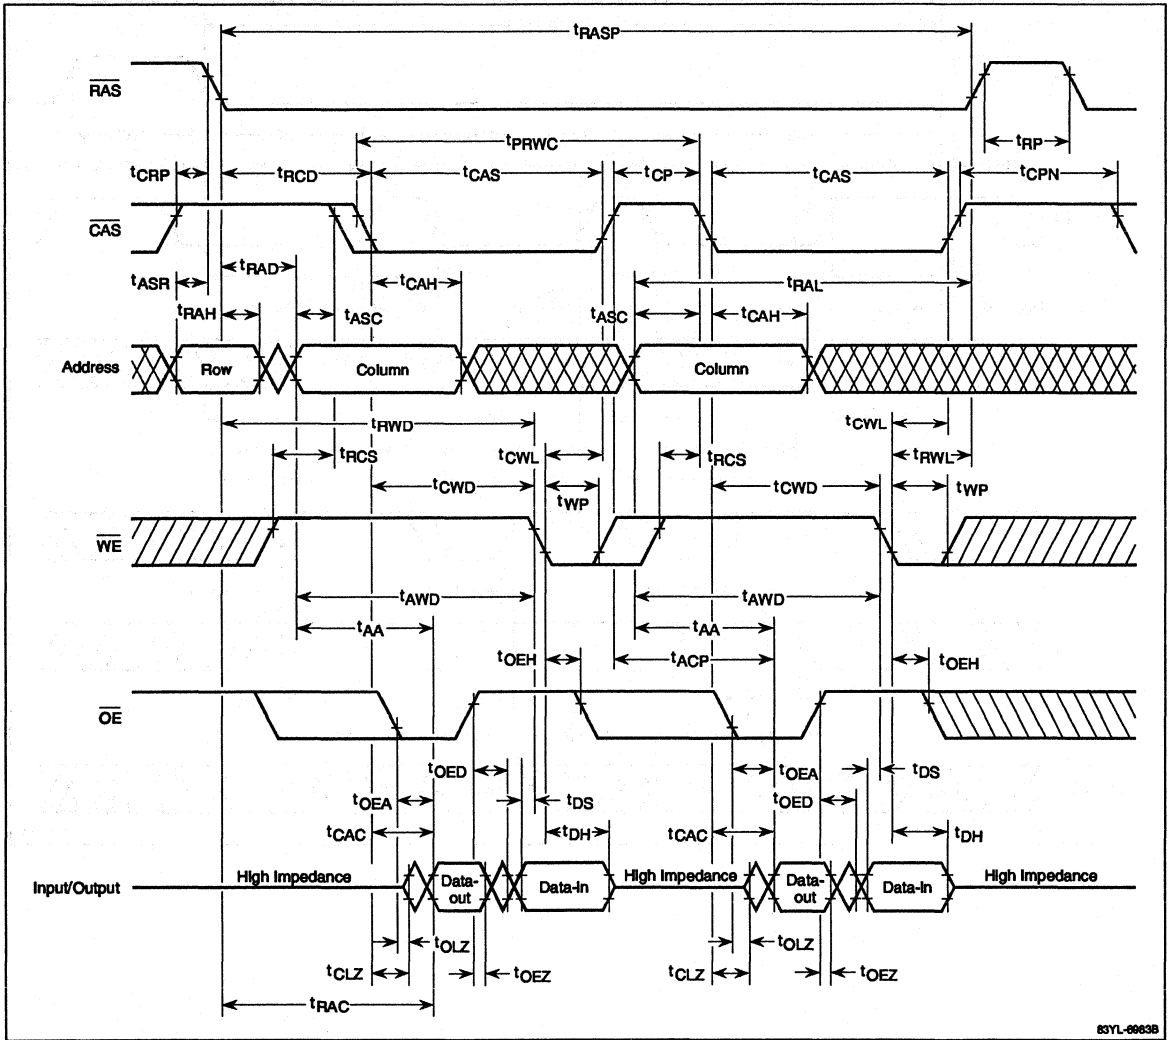 tRASP
RAS
tPRWC
tRP
tCRP
tRCD
tCAS
tCP
tCAS
tCPN
CAS
tRAD
tASR
tCAH
tRAL
tRAH
tASC
tASC
tCAH
Address
Row
Column
Column
tRWD
tCWL
tRCS
tCWL
tRCS
tRWL
tCWD
tWP
tCWD
tWP
WE
tAWD
tAWD
tAA
tAA
tOEH
tACP
tOEH
OE
tOED
tOEA
tDS
tOEA
tDS
tOED
tCAC
tDH
tCAC
tDH
Input/Output
High Impedance
Data-
out
Data-In
High Impedance
Data-
out
Data-In
High Impedance
tOLZ
tOLZ
tCLZ
tOEZ
tCLZ
tOEZ
tRAC
83YL-6983B